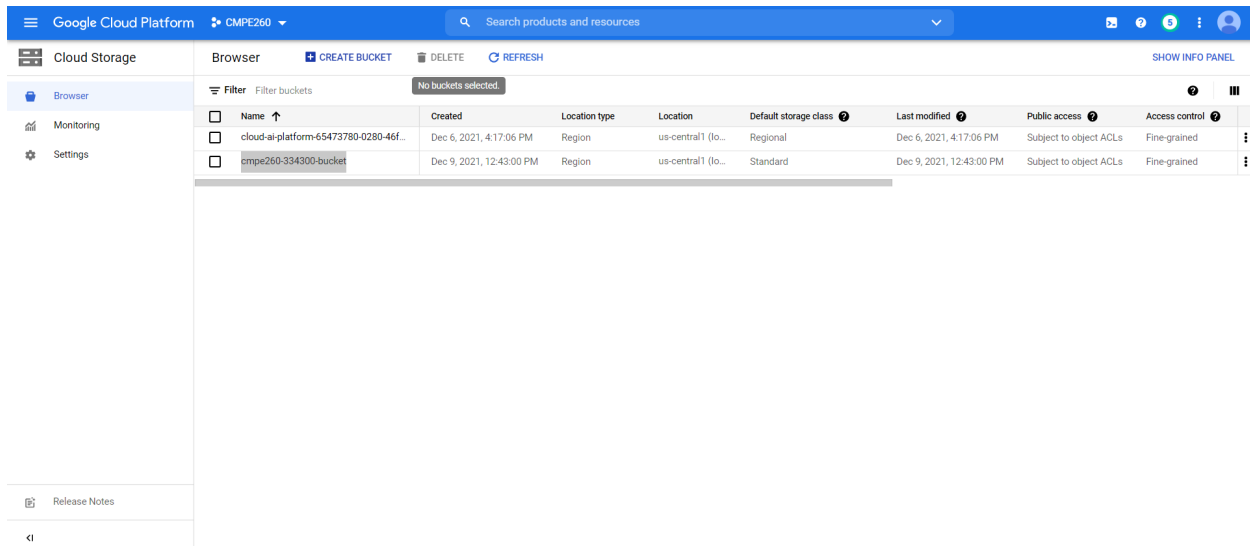 Google Cloud Platform CMPE260 Search products and resources 5
Cloud Storage Browser CREATE BUCKET DELETE REFRESH SHOW INFO PANEL
No buckets selected.
Browser
Monitoring
Settings
Filter Filter buckets
Name Created Location type Location Default storage class Last modified Public access Access control
cloud-ai-platform-65473780-0280-46f... Dec 6, 2021, 4:17:06 PM Region us-central1 (Io... Regional Dec 6, 2021, 4:17:06 PM Subject to object ACLs Fine-grained
cmpe260-334300-bucket Dec 9, 2021, 12:43:00 PM Region us-central1 (Io... Standard Dec 9, 2021, 12:43:00 PM Subject to object ACLs Fine-grained
Release Notes